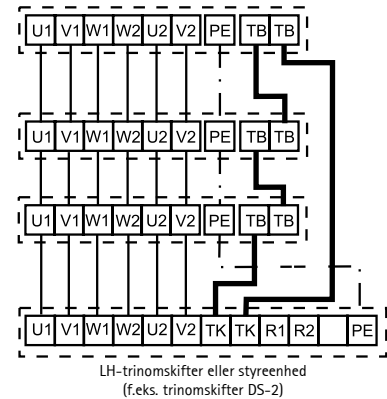 U1 V1 W1 W2 U2 V2 PE TB TB
U1 V1 W1 W2 U2 V2 PE TB TB
U1 V1 W1 W2 U2 V2 PE TB TB
U1 V1 W1 W2 U2 V2 TK TK R1 R2 PE
LH-trinomskifter eller styreenhed
(f.eks. trinomskifter DS-2)